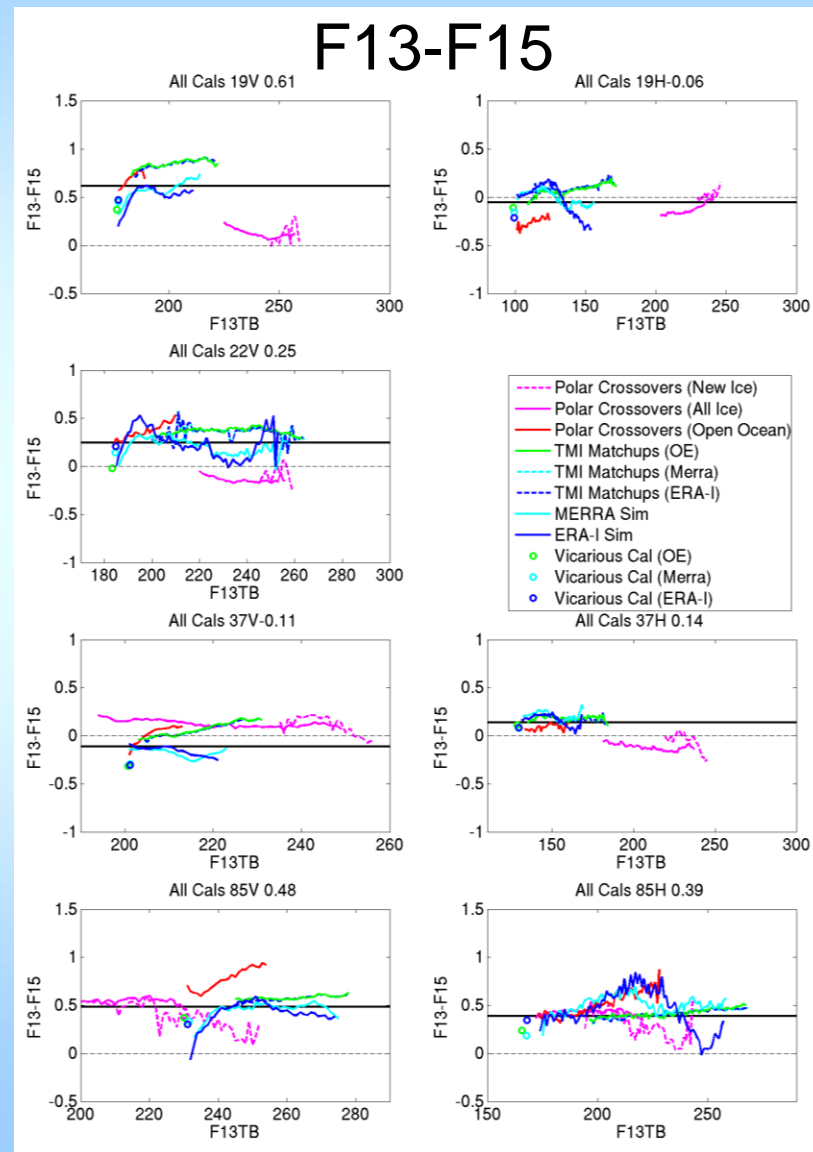 F13-F15
All Cals 19V 0.61
1.5
1
0.5
0
-0.5
F13-F15
200
250
300
F13TB
All Cals 19H-0.06
1
0.5
0
-0.5
-1
F13-F15
100
150
200
250
300
F13TB
All Cals 22V 0.25
1
0.5
0
-0.5
-1
F13-F15
180
200
220
240
260
280
300
F13TB
Polar Crossovers (New Ice)
Polar Crossovers (All Ice)
Polar Crossovers (Open Ocean)
TMI Matchups (OE)
TMI Matchups (Merra)
TMI Matchups (ERA-I)
MERRA Sim
ERA-I Sim
Vicarious Cal (OE)
Vicarious Cal (Merra)
Vicarious Cal (ERA-I)
All Cals 37V-0.11
1
0.5
0
-0.5
-1
F13-F15
200
220
240
260
F13TB
All Cals 37H 0.14
1
0.5
0
-0.5
-1
F13-F15
150
200
250
300
F13TB
All Cals 85V 0.48
1.5
1
0.5
0
-0.5
F13-F15
200
220
240
260
280
F13TB
All Cals 85H 0.39
1.5
1
0.5
0
-0.5
F13-F15
150
200
250
F13TB